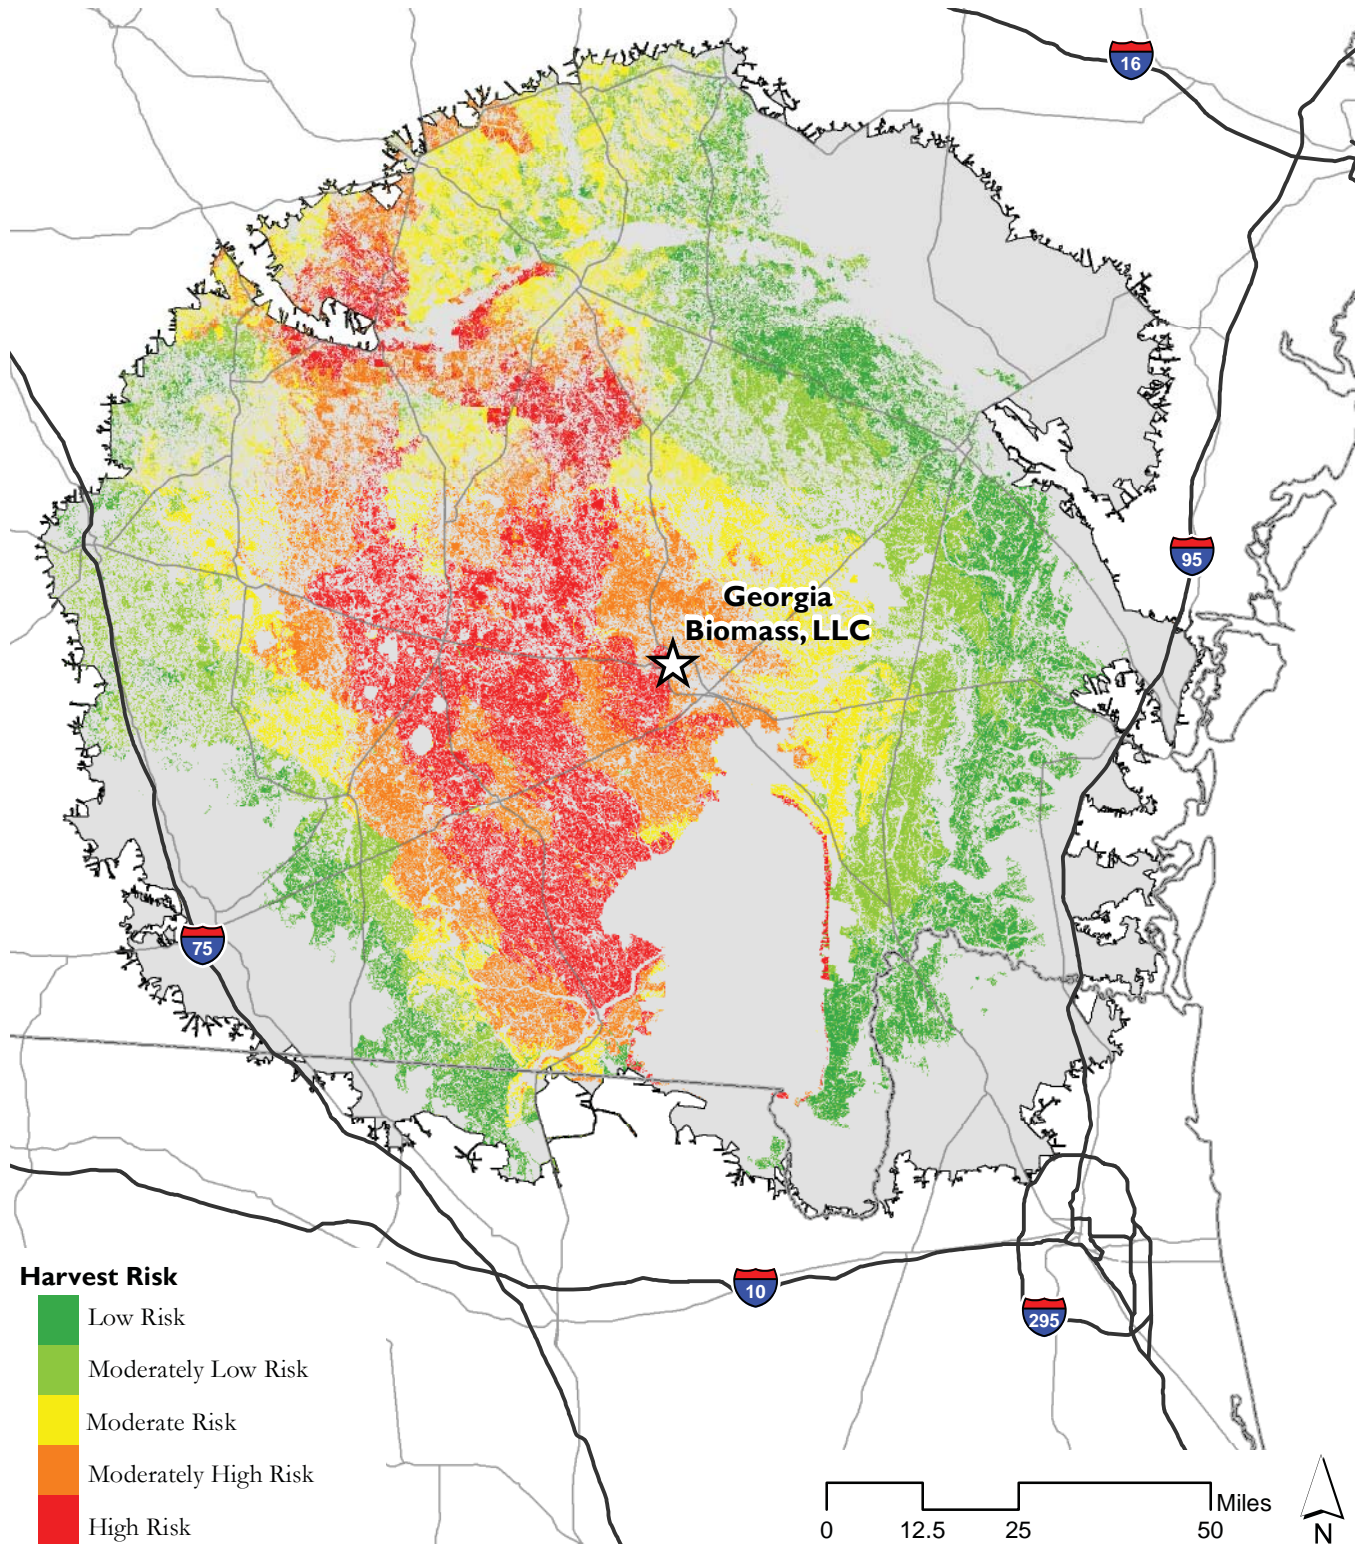 16
95
Georgia
Biomass, LLC
75
10
295
Harvest Risk
Low Risk
Moderately Low Risk
Moderate Risk
Moderately High Risk
High Risk
Miles
0 12.5 25 50
N